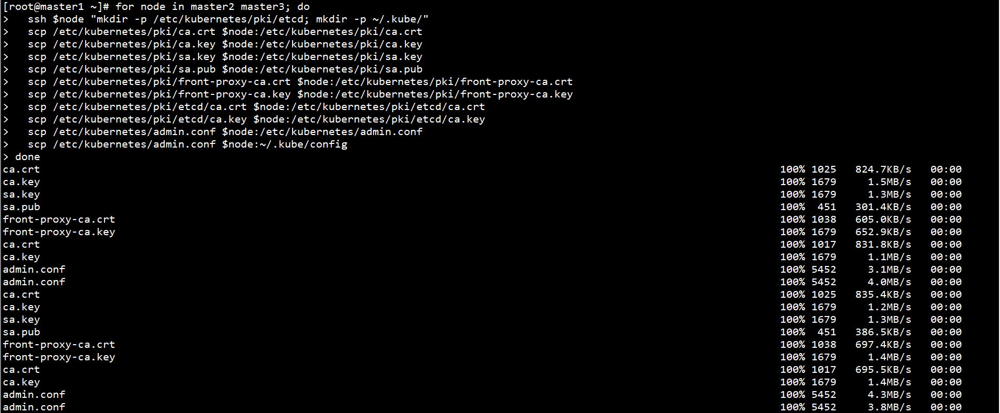 [root@master1 ~]# for node in master2 master3; do
>   ssh $node "mkdir -p /etc/kubernetes/pki/etcd; mkdir -p ~/.kube/"
>   scp /etc/kubernetes/pki/ca.crt $node:/etc/kubernetes/pki/ca.crt
>   scp /etc/kubernetes/pki/ca.key $node:/etc/kubernetes/pki/ca.key
>   scp /etc/kubernetes/pki/sa.key $node:/etc/kubernetes/pki/sa.key
>   scp /etc/kubernetes/pki/sa.pub $node:/etc/kubernetes/pki/sa.pub
>   scp /etc/kubernetes/pki/front-proxy-ca.crt $node:/etc/kubernetes/pki/front-proxy-ca.crt
>   scp /etc/kubernetes/pki/front-proxy-ca.key $node:/etc/kubernetes/pki/front-proxy-ca.key
>   scp /etc/kubernetes/pki/etcd/ca.crt $node:/etc/kubernetes/pki/etcd/ca.crt
>   scp /etc/kubernetes/pki/etcd/ca.key $node:/etc/kubernetes/pki/etcd/ca.key
>   scp /etc/kubernetes/admin.conf $node:/etc/kubernetes/admin.conf
>   scp /etc/kubernetes/admin.conf $node:~/.kube/config
> done
ca.crt 100% 1025 824.7KB/s 00:00
ca.key 100% 1679 1.5MB/s 00:00
sa.key 100% 1679 1.3MB/s 00:00
sa.pub 100% 451 301.4KB/s 00:00
front-proxy-ca.crt 100% 1038 605.0KB/s 00:00
front-proxy-ca.key 100% 1679 652.9KB/s 00:00
ca.crt 100% 1017 831.8KB/s 00:00
ca.key 100% 1679 1.1MB/s 00:00
admin.conf 100% 5452 3.1MB/s 00:00
admin.conf 100% 5452 4.0MB/s 00:00
ca.crt 100% 1025 835.4KB/s 00:00
ca.key 100% 1679 1.2MB/s 00:00
sa.key 100% 1679 1.3MB/s 00:00
sa.pub 100% 451 386.5KB/s 00:00
front-proxy-ca.crt 100% 1038 697.4KB/s 00:00
front-proxy-ca.key 100% 1679 1.4MB/s 00:00
ca.crt 100% 1017 695.5KB/s 00:00
ca.key 100% 1679 1.4MB/s 00:00
admin.conf 100% 5452 4.3MB/s 00:00
admin.conf 100% 5452 3.8MB/s 00:00